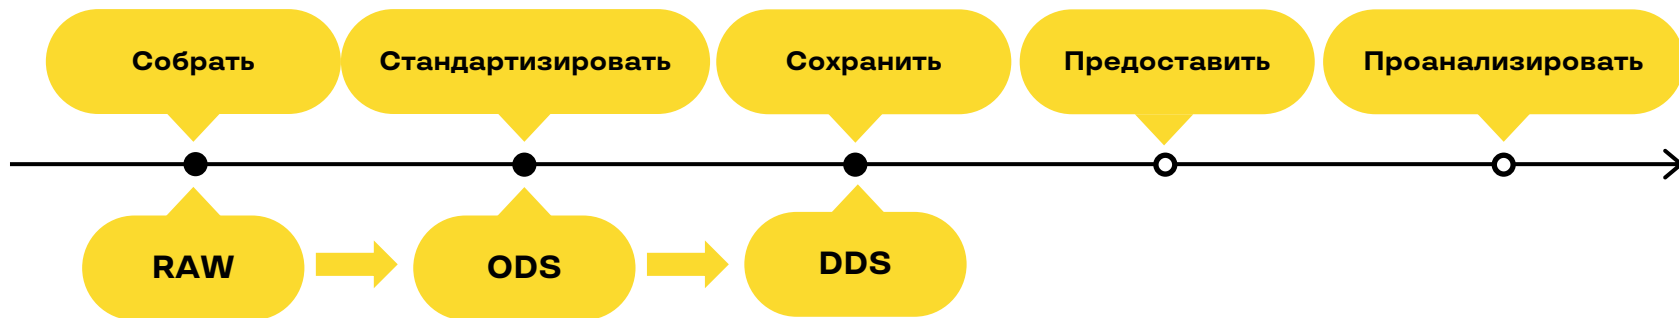 Собрать
Стандартизировать
Сохранить
Предоставить
Проанализировать
RAW
ODS
DDS